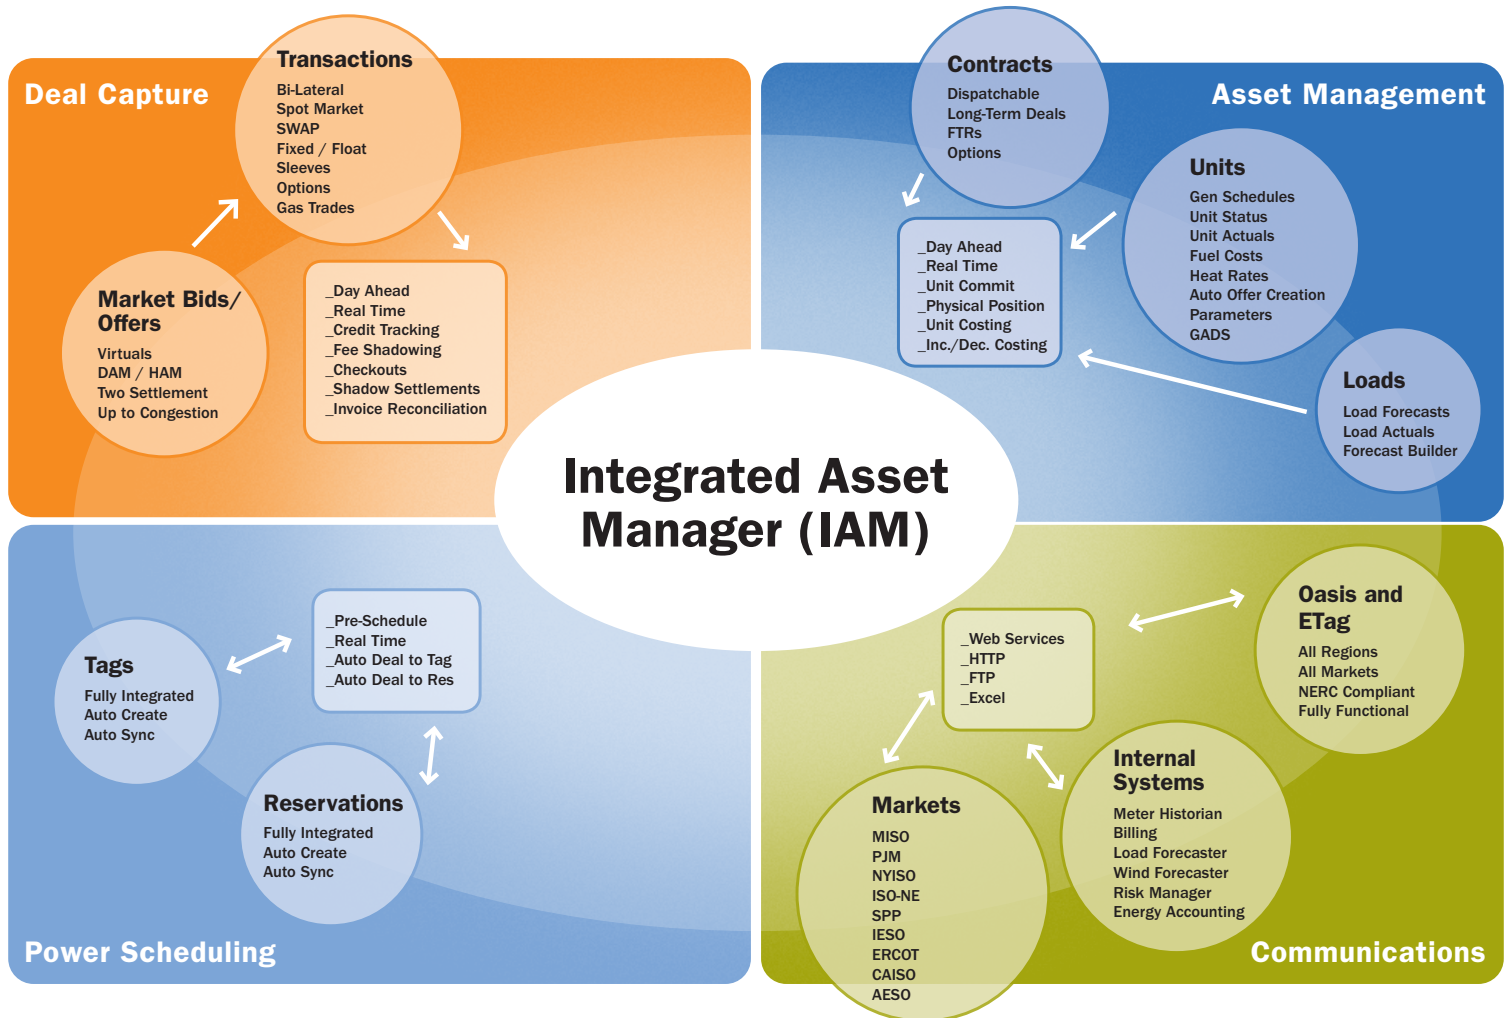 Deal Capture
Transactions
Bi-Lateral
Spot Market
SWAP
Fixed / Float
Sleeves
Options
Gas Trades
Market Bids/
Offers
Virtuals
DAM / HAM
Two Settlement
Up to Congestion
_Day Ahead
_Real Time
_Credit Tracking
_Fee Shadowing
_Checkouts
_Shadow Settlements
_Invoice Reconciliation
Asset Management
Contracts
Dispatchable
Long-Term Deals
FTRs
Options
Units
Gen Schedules
Unit Status
Unit Actuals
Fuel Costs
Heat Rates
Auto Offer Creation
Parameters
GADS
_Day Ahead
_Real Time
_Unit Commit
_Physical Position
_Unit Costing
_Inc./Dec. Costing
Loads
Load Forecasts
Load Actuals
Forecast Builder
Integrated Asset
Manager (IAM)
_Pre-Schedule
_Real Time
_Auto Deal to Tag
_Auto Deal to Res
Tags
Fully Integrated
Auto Create
Auto Sync
Reservations
Fully Integrated
Auto Create
Auto Sync
Power Scheduling
_Web Services
_HTTP
_FTP
_Excel
Oasis and
ETag
All Regions
All Markets
NERC Compliant
Fully Functional
Internal
Systems
Meter Historian
Billing
Load Forecaster
Wind Forecaster
Risk Manager
Energy Accounting
Markets
MISO
PJM
NYISO
ISO-NE
SPP
IESO
ERCOT
CAISO
AESO
Communications